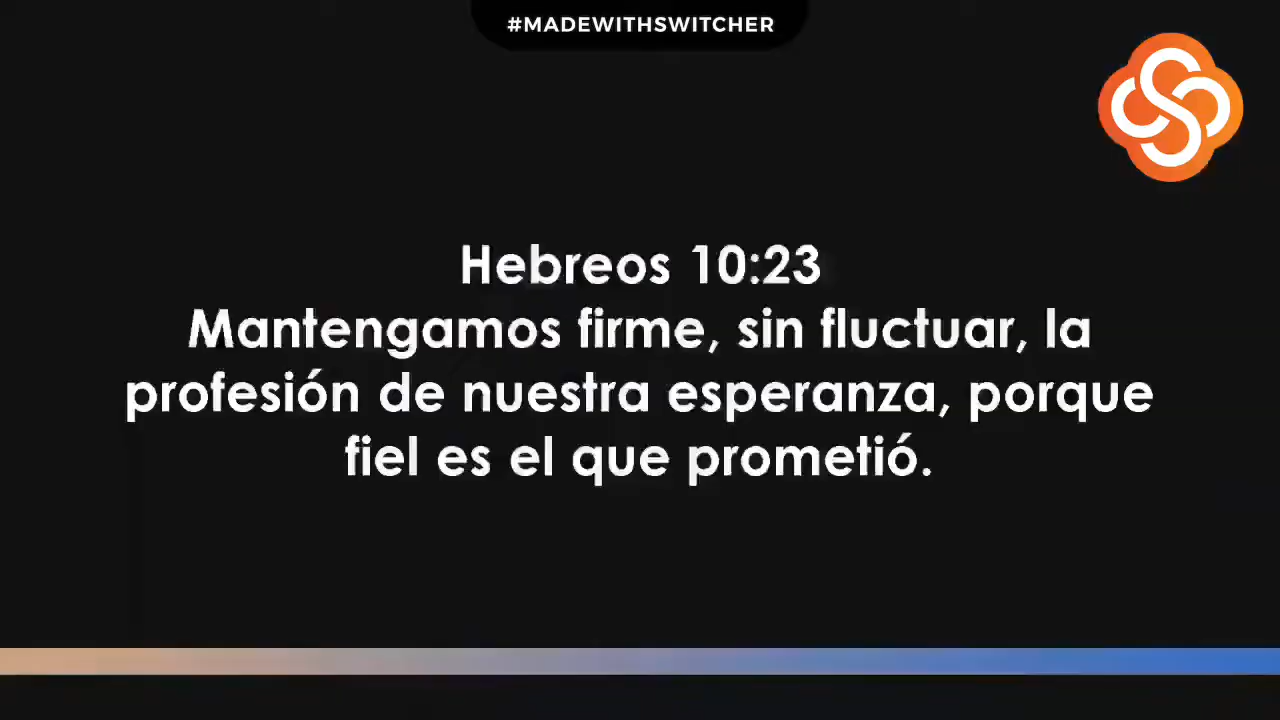 #MADEWITHSWITCHER
Hebreos 10:23
Mantengamos firme, sin fluctuar, la
profesión de nuestra esperanza, porque
fiel es el que prometió.